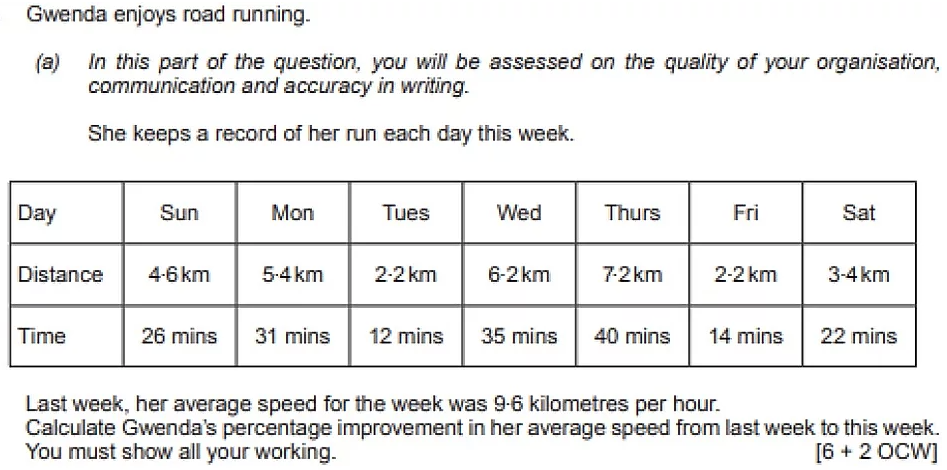 Gwenda enjoys road running.
(a) In this part of the question, you will be assessed on the quality of your organisation, communication and accuracy in writing.
She keeps a record of her run each day this week.
Day Sun Mon Tues Wed Thurs Fri Sat
Distance 4·6 km 5·4 km 2·2 km 6·2 km 7·2 km 2·2 km 3·4 km
Time 26 mins 31 mins 12 mins 35 mins 40 mins 14 mins 22 mins
Last week, her average speed for the week was 9·6 kilometres per hour.
Calculate Gwenda's percentage improvement in her average speed from last week to this week.
You must show all your working. [6 + 2 OCW]